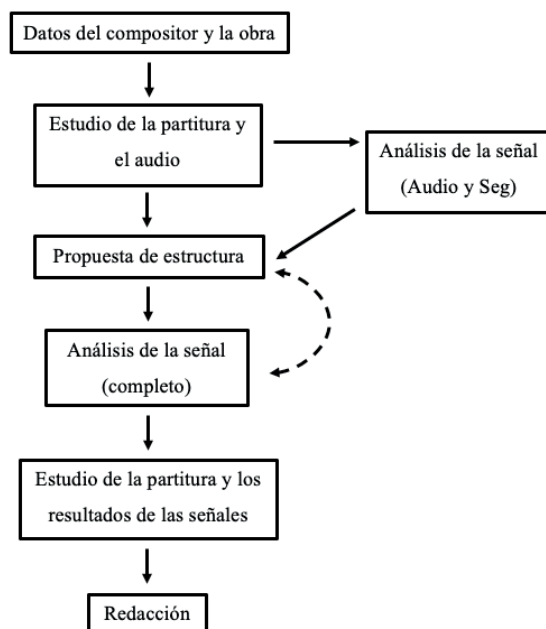 Datos del compositor y la obra
Estudio de la partitura y
el audio
Análisis de la señal
(Audio y Seg)
Propuesta de estructura
Análisis de la señal
(completo)
Estudio de la partitura y los
resultados de las señales
Redacción